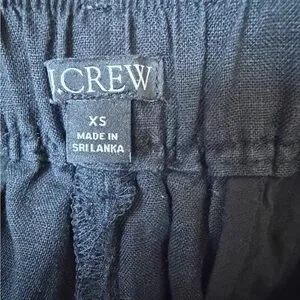 J.CREW
XS
MADE IN
SRI LANKA